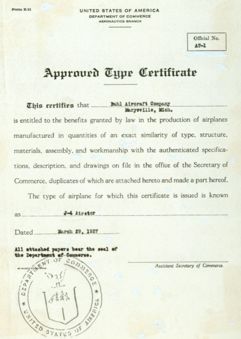 Form R-11
UNITED STATES OF AMERICA
DEPARTMENT OF COMMERCE
AERONAUTICS BRANCH
Official No.
AT-1
Approved Type Certificate
This certifies that Buhl Aircraft Company
Marysville, Mich.
is entitled to the benefits granted by law in the production of airplanes
manufactured in quantities of an exact similarity of type, structure,
materials, assembly, and workmanship with the authenticated specifica-
tions, description, and drawings on file in the office of the Secretary of
Commerce, duplicates of which are attached hereto and made a part hereof.
The type of airplane for which this certificate is issued is known
as J-4 Airster
Dated March 29, 1927
All attached papers bear the seal of
the Department of Commerce.
Assistant Secretary of Commerce.
DEPARTMENT OF COMMERCE
UNITED STATES OF AMERICA